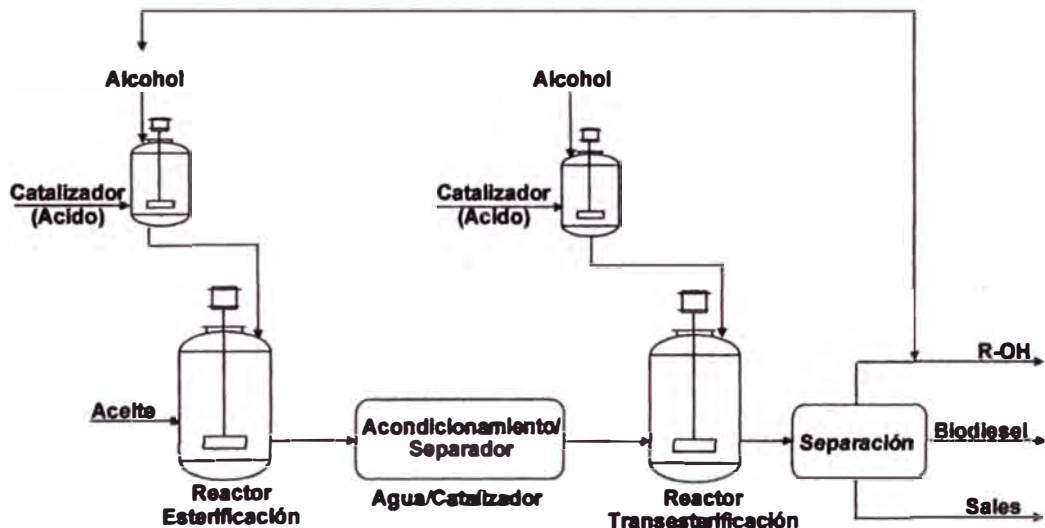 Alcohol
Alcohol
Catalizador
(Acido)
Catalizador
(Acido)
R-OH
Aceite
Acondicionamiento/
Separador
Separación
Biodiesel
Agua/Catalizador
Reactor
Esterificación
Reactor
Transesterificación
Sales